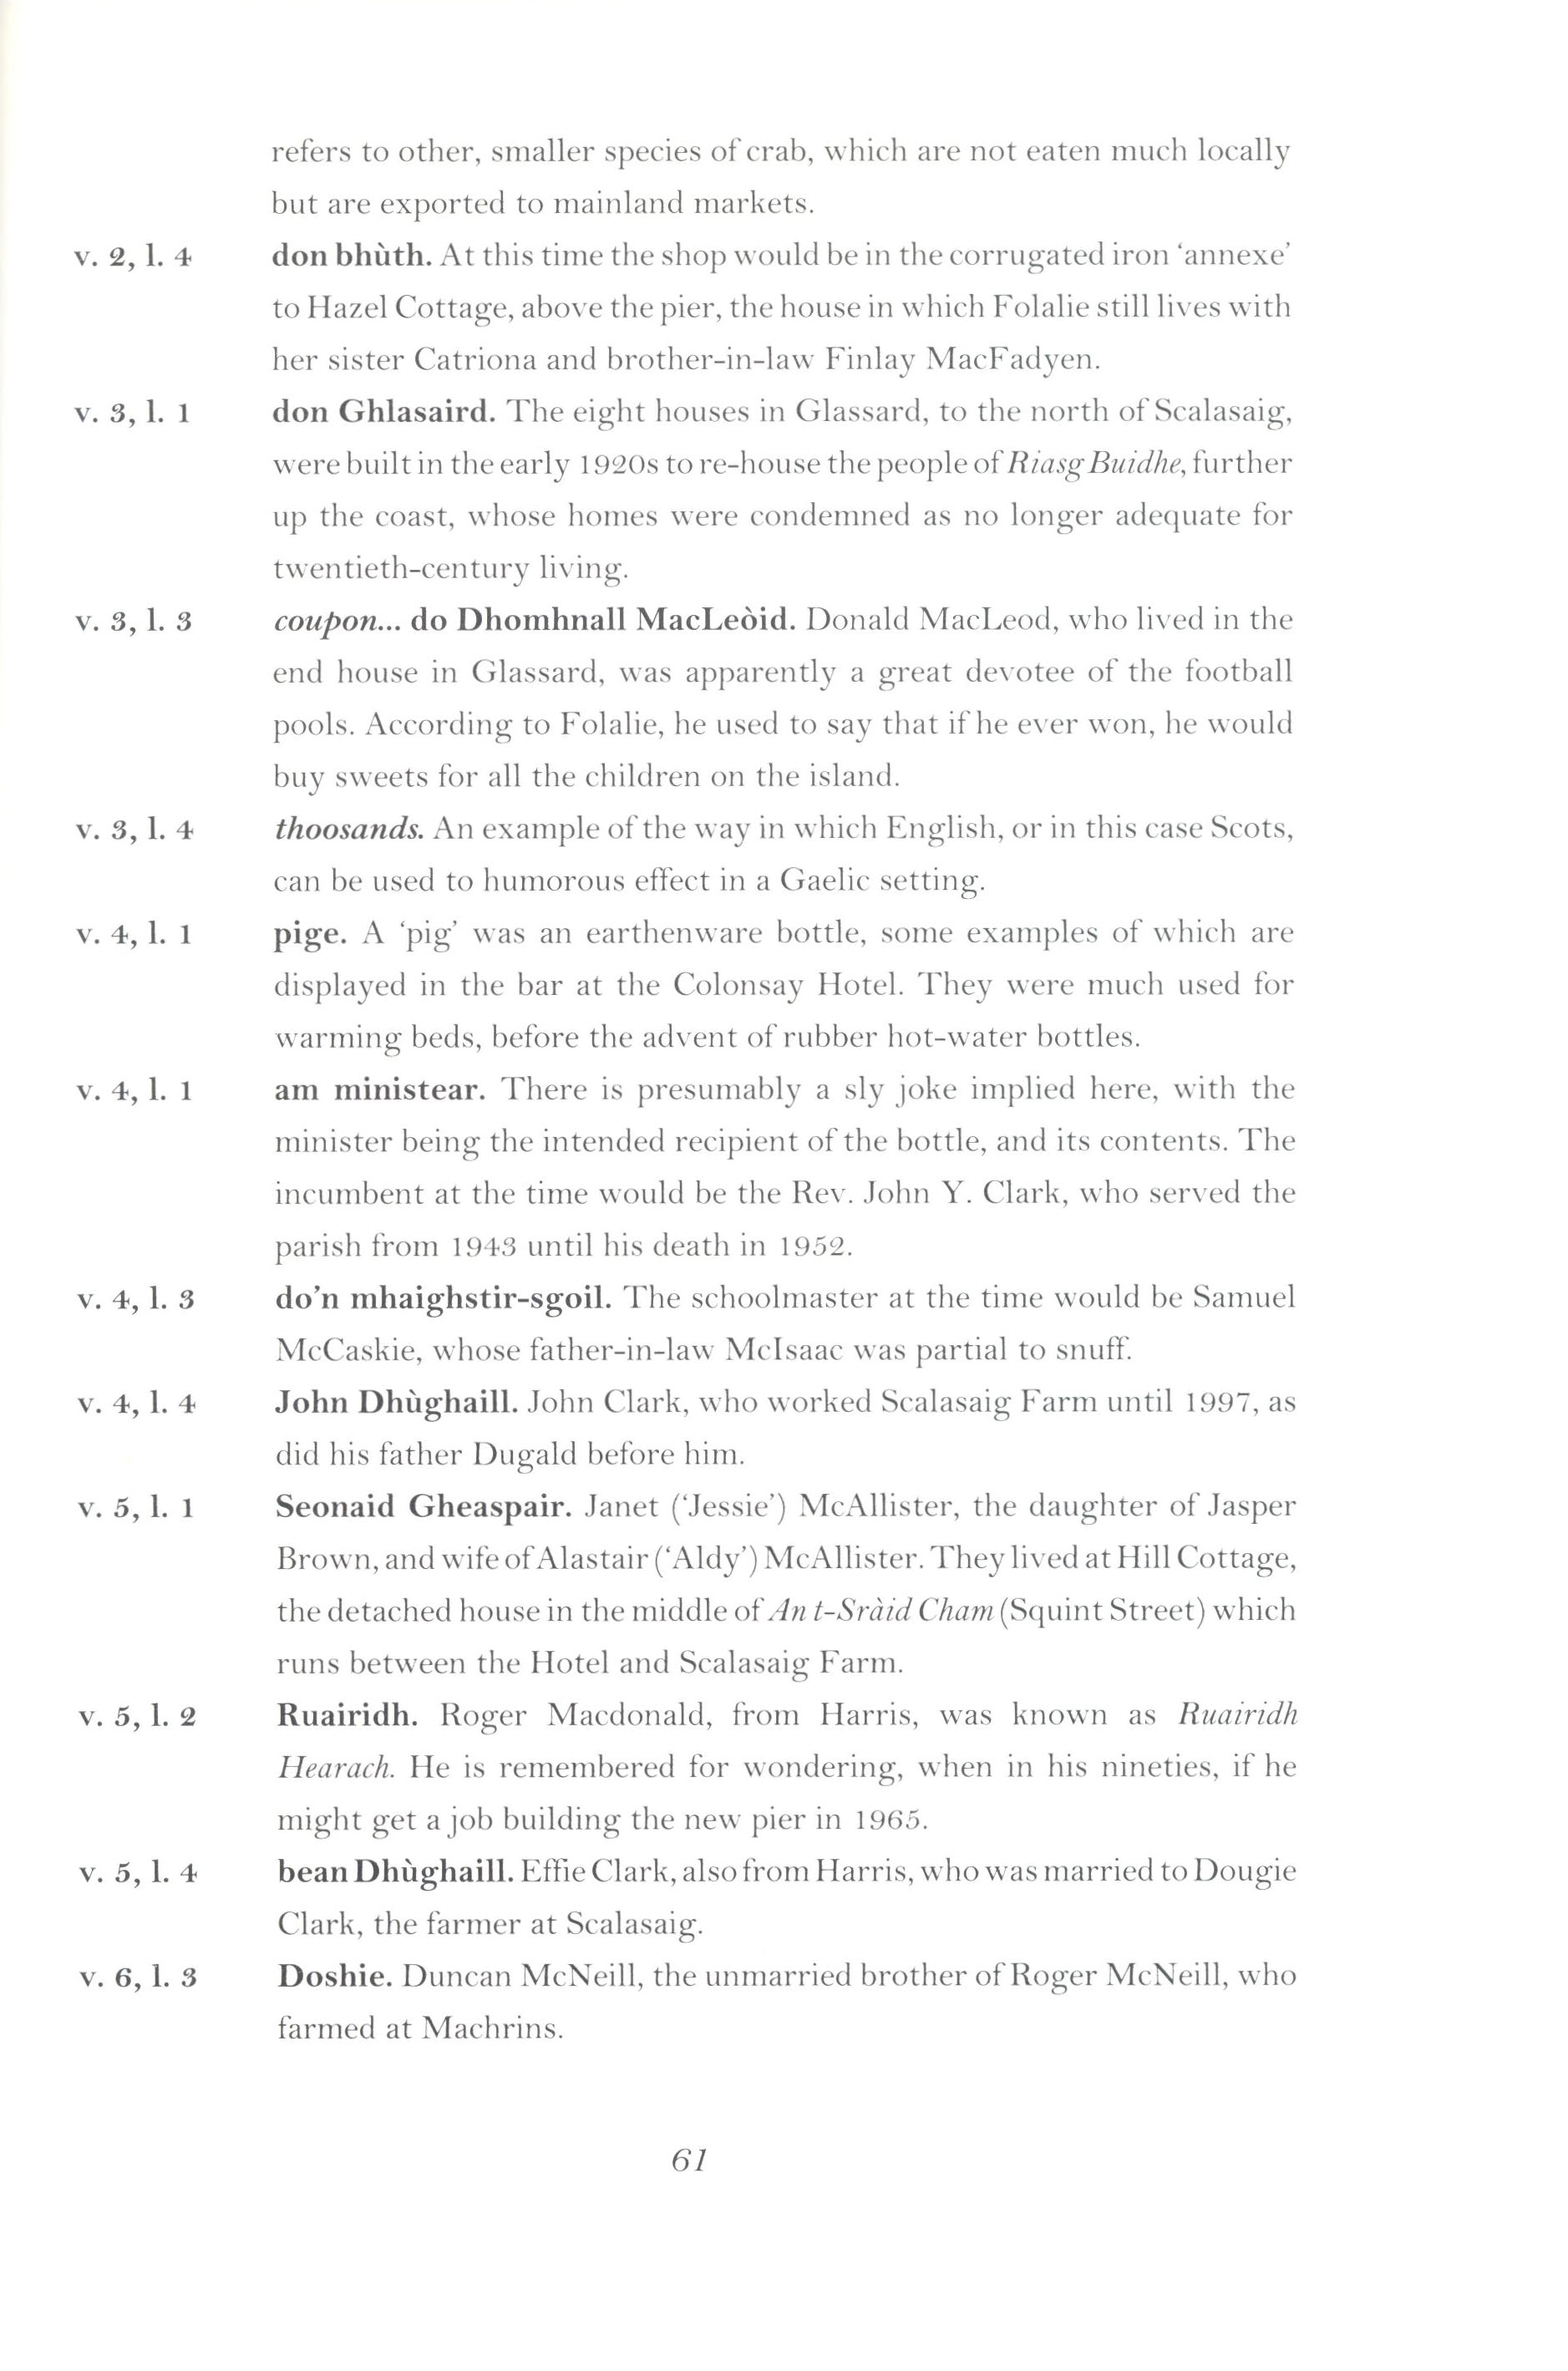 refers to other, smaller species of crab, which are not eaten much locally
but are exported to mainland markets.
v. 2, l. 4 don bhùth. At this time the shop would be in the corrugated iron ‘annexe’
to Hazel Cottage, above the pier, the house in which Folalie still lives with
her sister Catriona and brother-in-law Finlay MacFadyen.
v. 3, l. 1 don Ghlasaird. The eight houses in Glassard, to the north of Scalasaig,
were built in the early 1920s to re-house the people of Riasg Buidhe, further
up the coast, whose homes were condemned as no longer adequate for
twentieth-century living.
v. 3, l. 3 coupon... do Dhomhnall MacLeòid. Donald MacLeod, who lived in the
end house in Glassard, was apparently a great devotee of the football
pools. According to Folalie, he used to say that if he ever won, he would
buy sweets for all the children on the island.
v. 3, l. 4 thoosands. An example of the way in which English, or in this case Scots,
can be used to humorous effect in a Gaelic setting.
v. 4, l. 1 pige. A ‘pig’ was an earthenware bottle, some examples of which are
displayed in the bar at the Colonsay Hotel. They were much used for
warming beds, before the advent of rubber hot-water bottles.
v. 4, l. 1 am ministear. There is presumably a sly joke implied here, with the
minister being the intended recipient of the bottle, and its contents. The
incumbent at the time would be the Rev. John Y. Clark, who served the
parish from 1943 until his death in 1952.
v. 4, l. 3 do’n mhaighstir-sgoil. The schoolmaster at the time would be Samuel
McCaskie, whose father-in-law McIsaac was partial to snuff.
v. 4, l. 4 John Dhùghaill. John Clark, who worked Scalasaig Farm until 1997, as
did his father Dugald before him.
v. 5, l. 1 Seonaid Gheaspair. Janet (‘Jessie’) McAllister, the daughter of Jasper
Brown, and wife of Alastair (‘Aldy’) McAllister. They lived at Hill Cottage,
the detached house in the middle of An t-Sràid Cham (Squint Street) which
runs between the Hotel and Scalasaig Farm.
v. 5, l. 2 Ruairidh. Roger Macdonald, from Harris, was known as Ruairidh
Hearach. He is remembered for wondering, when in his nineties, if he
might get a job building the new pier in 1965.
v. 5, l. 4 bean Dhùghaill. Effie Clark, also from Harris, who was married to Dougie
Clark, the farmer at Scalasaig.
v. 6, l. 3 Doshie. Duncan McNeill, the unmarried brother of Roger McNeill, who
farmed at Machrins.
61